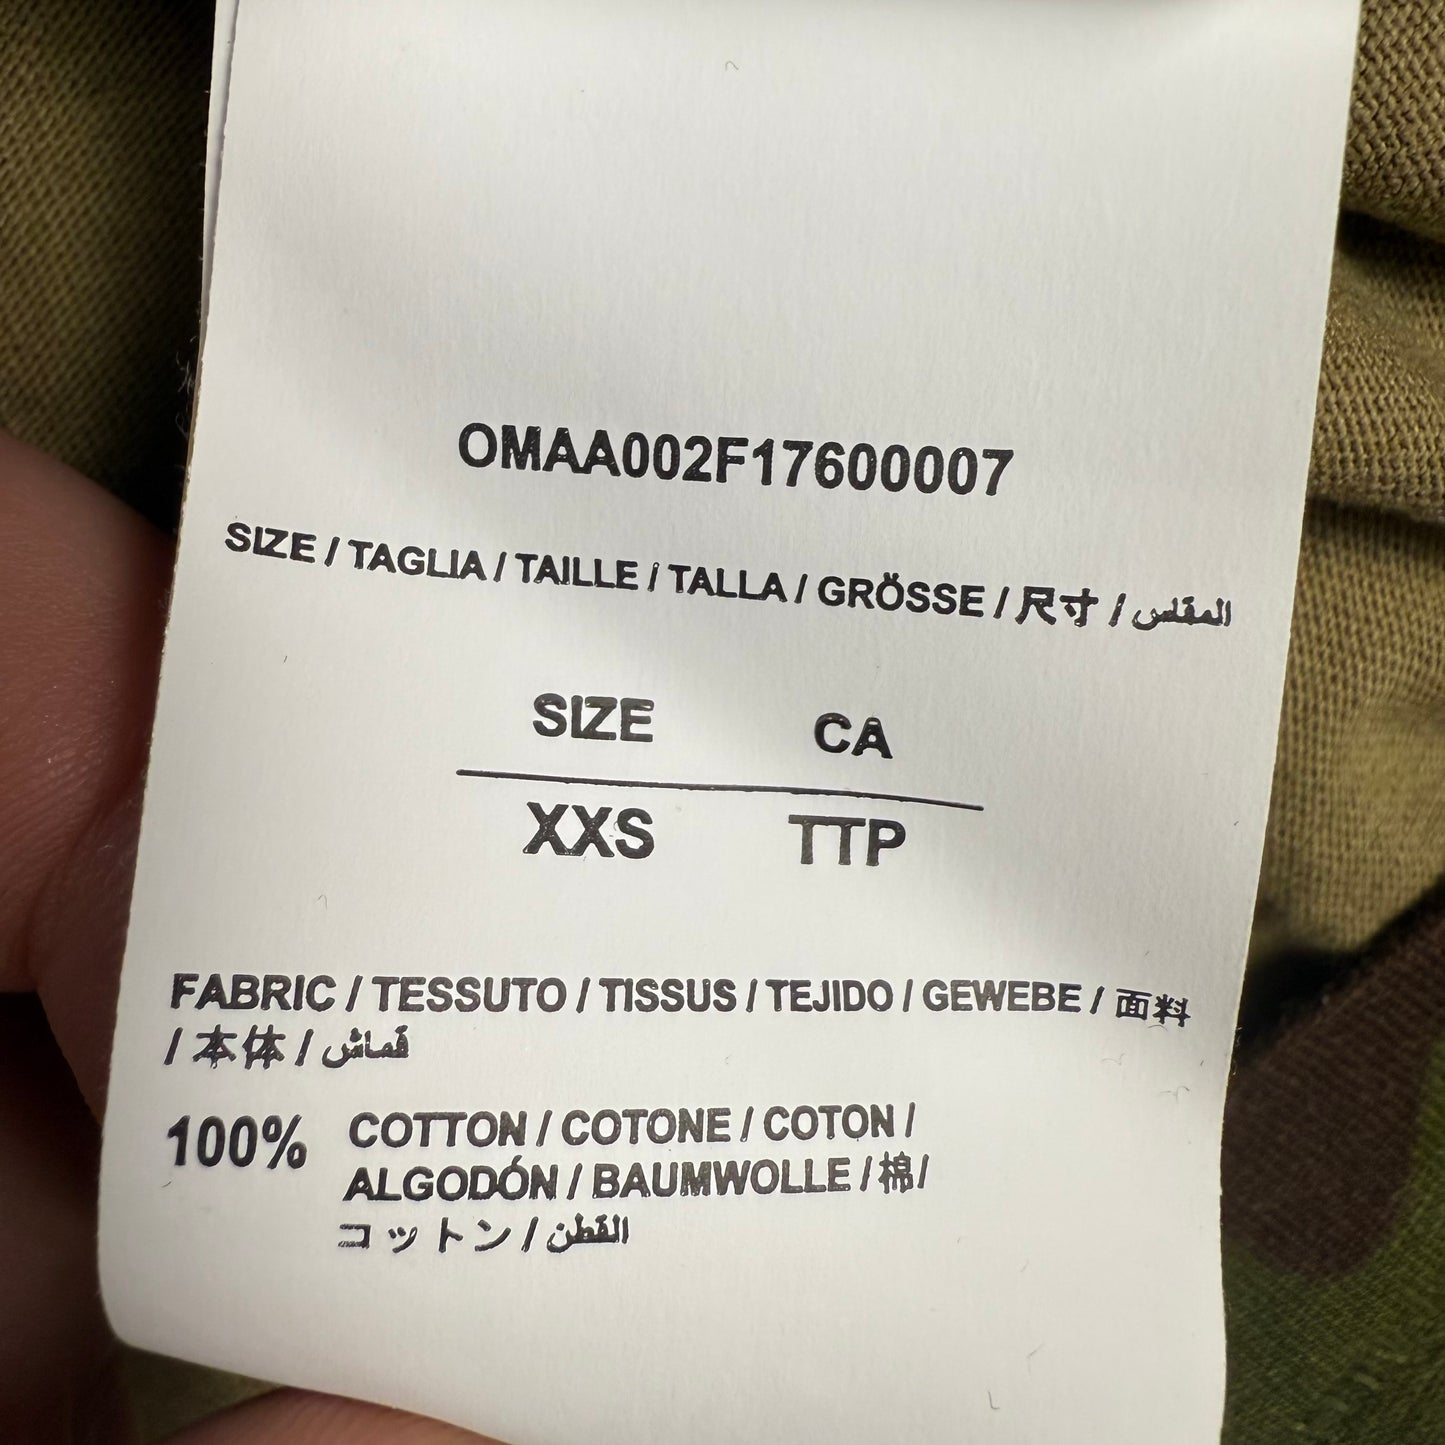 OMAA002F17600007
SIZE / TAGLIA / TAILLE / TALLA / GRÖSSE / 尺寸 / المقلس
SIZE CA
XXS TTP
FABRIC / TESSUTO / TISSUS / TEJIDO / GEWEBE / 面料
/ 本体 / قماش
100% COTTON / COTONE / COTON /
ALGODÓN / BAUMWOLLE / 棉/
コットン / القطن